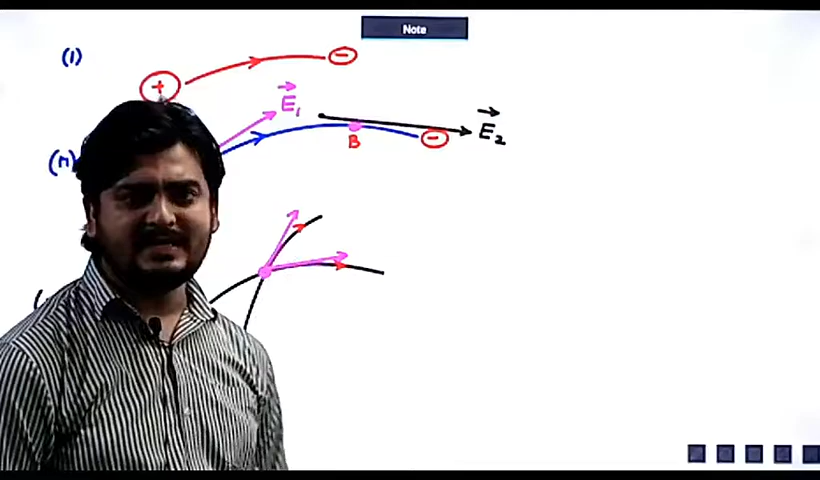 Note
(I)
−
+
E₁
E₂
(II)
B
−